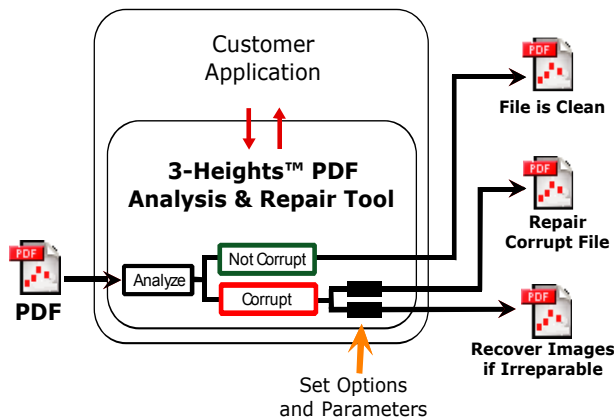 Customer
Application
3-Heights™ PDF
Analysis & Repair Tool
PDF
PDF
Analyze
Not Corrupt
Corrupt
Set Options
and Parameters
PDF
File is Clean
PDF
Repair
Corrupt File
PDF
Recover Images
if Irreparable